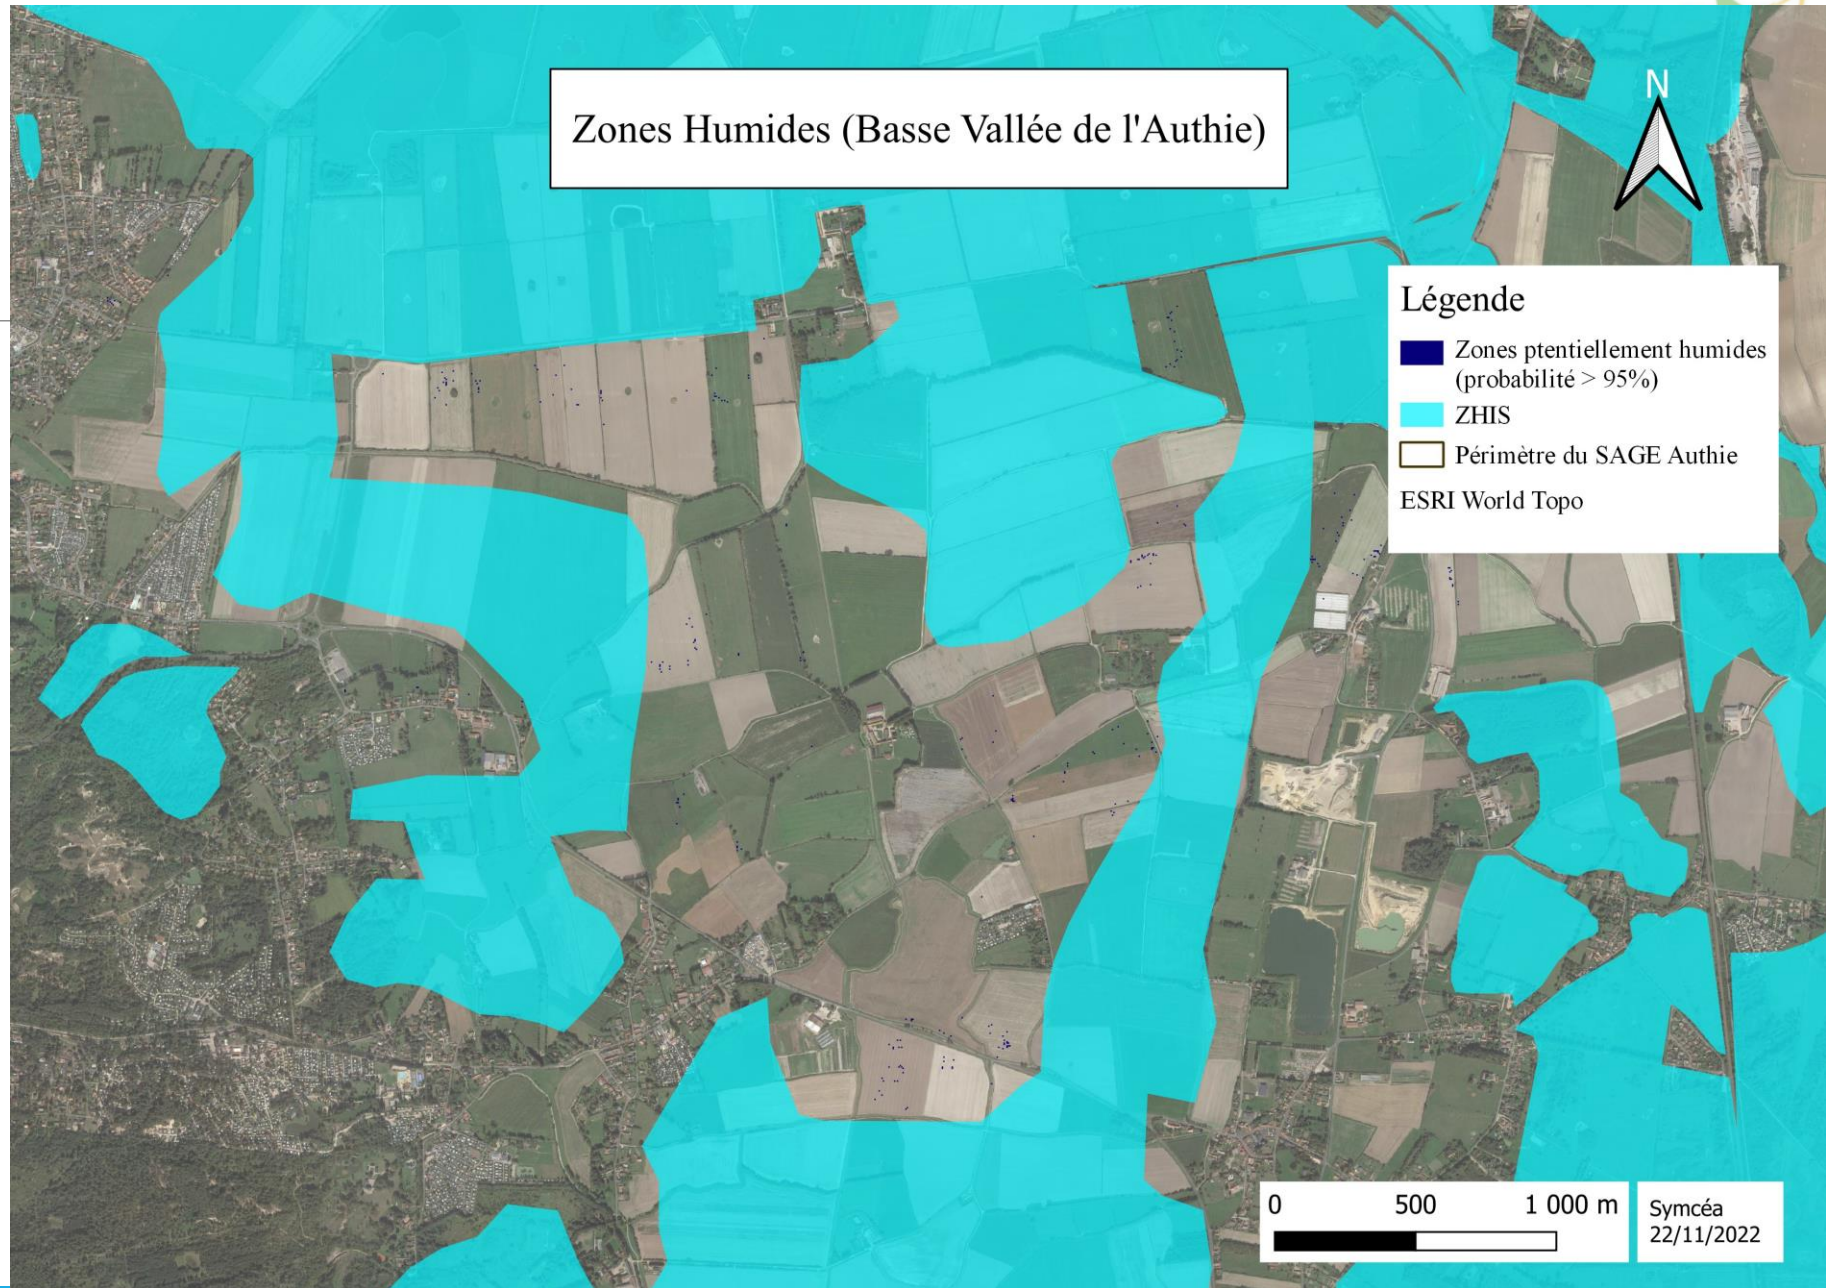 Zones Humides (Basse Vallée de l'Authie)
N
Légende
Zones ptentiellement humides
(probabilité > 95%)
ZHIS
Périmètre du SAGE Authie
ESRI World Topo
0 500 1 000 m
Symcéa
22/11/2022